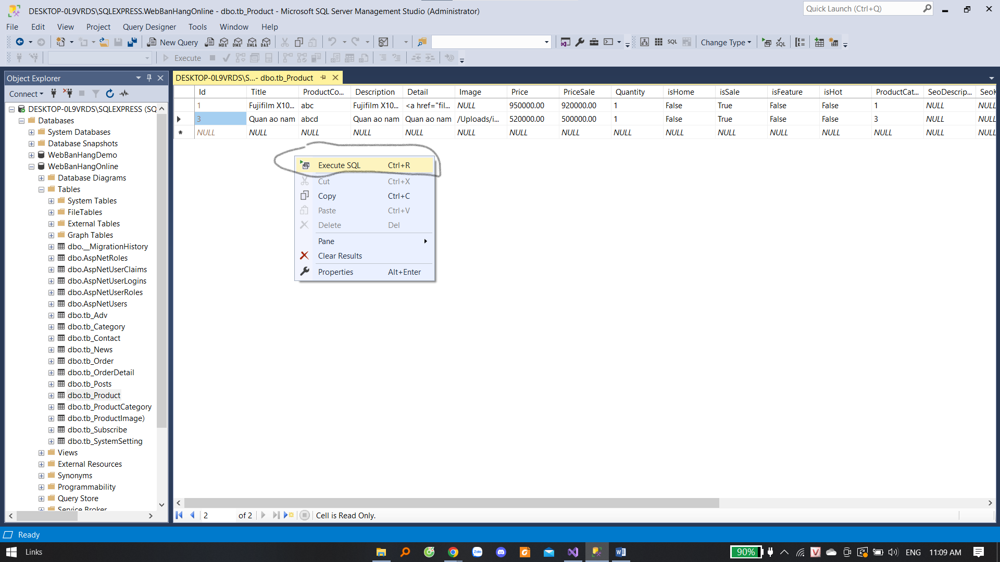 DESKTOP-0L9VRDS\SQLEXPRESS.WebBanHangOnline - dbo.tb_Product - Microsoft SQL Server Management Studio (Administrator)
Quick Launch (Ctrl+Q)
File Edit View Project Query Designer Tools Window Help
New Query MDX DMX XMLA DAX SQL Change Type SQL
Execute
Object Explorer
Connect
DESKTOP-0L9VRDS\SQLEXPRESS (SQ
Databases
System Databases
Database Snapshots
WebBanHangDemo
WebBanHangOnline
Database Diagrams
Tables
System Tables
FileTables
External Tables
Graph Tables
dbo.__MigrationHistory
dbo.AspNetRoles
dbo.AspNetUserClaims
dbo.AspNetUserLogins
dbo.AspNetUserRoles
dbo.AspNetUsers
dbo.tb_Adv
dbo.tb_Category
dbo.tb_Contact
dbo.tb_News
dbo.tb_Order
dbo.tb_OrderDetail
dbo.tb_Posts
dbo.tb_Product
dbo.tb_ProductCategory
dbo.tb_ProductImage)
dbo.tb_Subscribe
dbo.tb_SystemSetting
Views
External Resources
Synonyms
Programmability
Query Store
Service Broker
DESKTOP-0L9VRDS\S...- dbo.tb_Product
Id Title ProductCo... Description Detail Image Price PriceSale Quantity isHome isSale isFeature isHot ProductCat... SeoDescrip... SeoK
1 Fujifilm X10... abc Fujifilm X10... <a href="fil... NULL 950000.00 920000.00 1 False True False False 1 NULL NULL
3 Quan ao nam abcd Quan ao nam Quan ao nam /Uploads/i... 520000.00 500000.00 1 False True False False 3 NULL NULL
NULL NULL NULL NULL NULL NULL NULL NULL NULL NULL NULL NULL NULL NULL NULL NULL
Execute SQL Ctrl+R
Cut Ctrl+X
Copy Ctrl+C
Paste Ctrl+V
Delete Del
Pane
Clear Results
Properties Alt+Enter
2 of 2 Cell is Read Only.
Ready
Links Zalo 90% ENG 11:09 AM